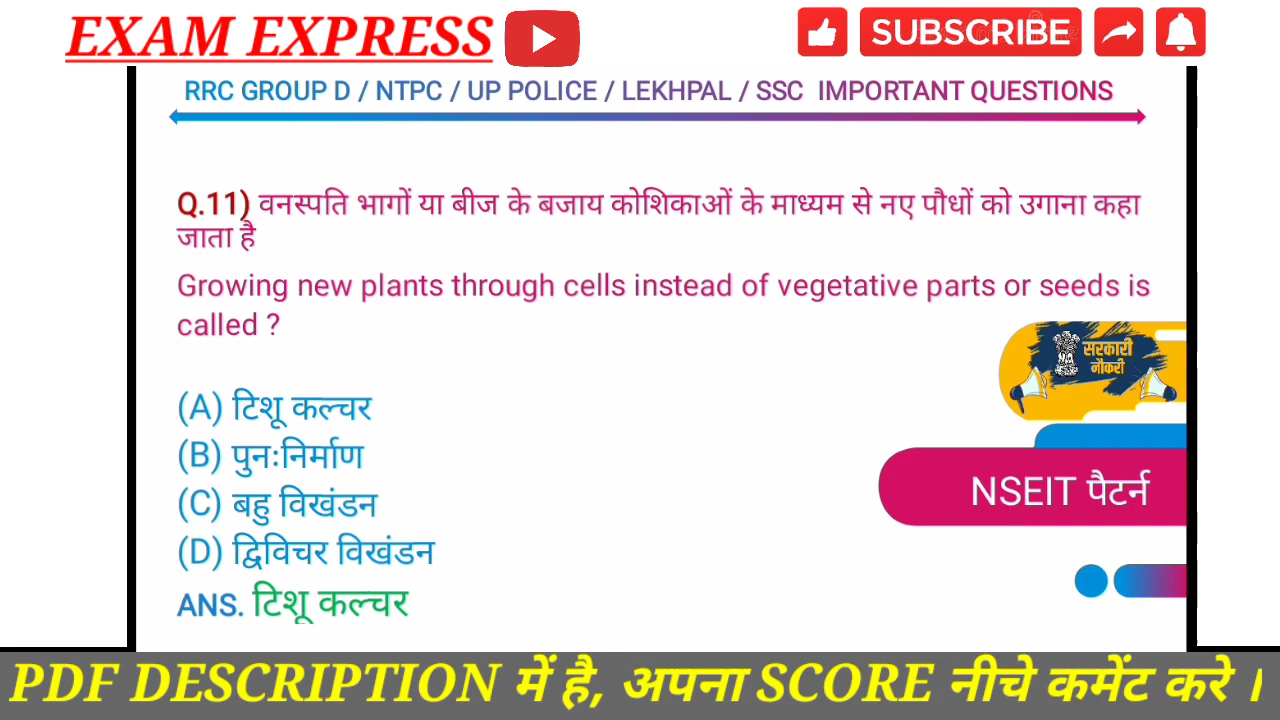 EXAM EXPRESS
SUBSCRIBE
RRC GROUP D / NTPC / UP POLICE / LEKHPAL / SSC IMPORTANT QUESTIONS
Q.11) वनस्पति भागों या बीज के बजाय कोशिकाओं के माध्यम से नए पौधों को उगाना कहा
जाता है
Growing new plants through cells instead of vegetative parts or seeds is
called ?
सरकारी
नौकरी
(A) टिशू कल्चर
(B) पुनःनिर्माण
(C) बहु विखंडन
(D) द्विविचर विखंडन
NSEIT पैटर्न
ANS. टिशू कल्चर
PDF DESCRIPTION में है, अपना SCORE नीचे कमेंट करे ।